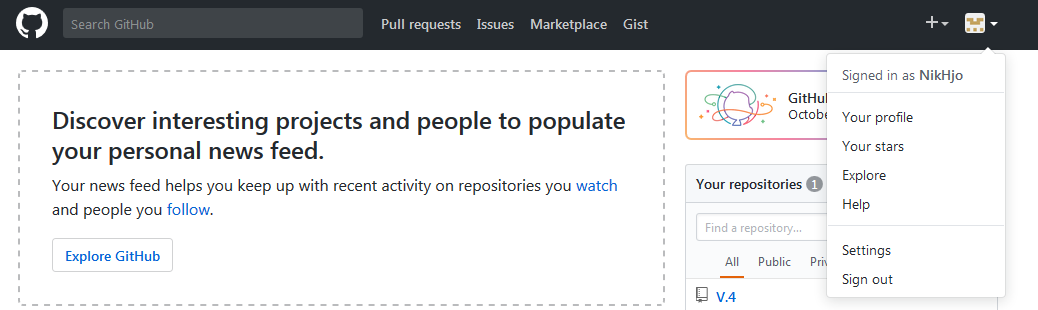 Search GitHub
Pull requests
Issues
Marketplace
Gist
Signed in as NikHjo
Your profile
Your stars
Explore
Help
Settings
Sign out
Discover interesting projects and people to populate
your personal news feed.
Your news feed helps you keep up with recent activity on repositories you watch
and people you follow.
Explore GitHub
GitHub
Octobe
Your repositories 1
Find a repository...
All
Public
V.4